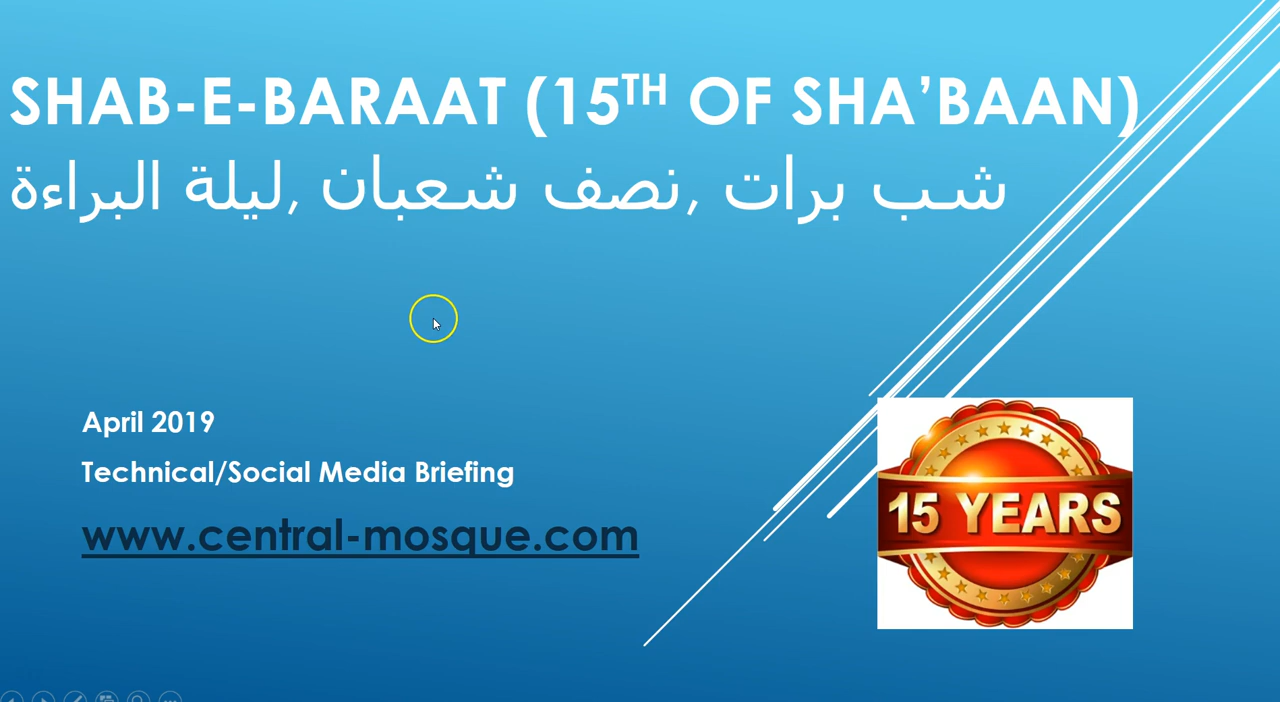 SHAB-E-BARAAT (15TH OF SHA’BAAN)
شب برات ,نصف شعبان ,ليلة البراءة
April 2019
Technical/Social Media Briefing
www.central-mosque.com
15 YEARS